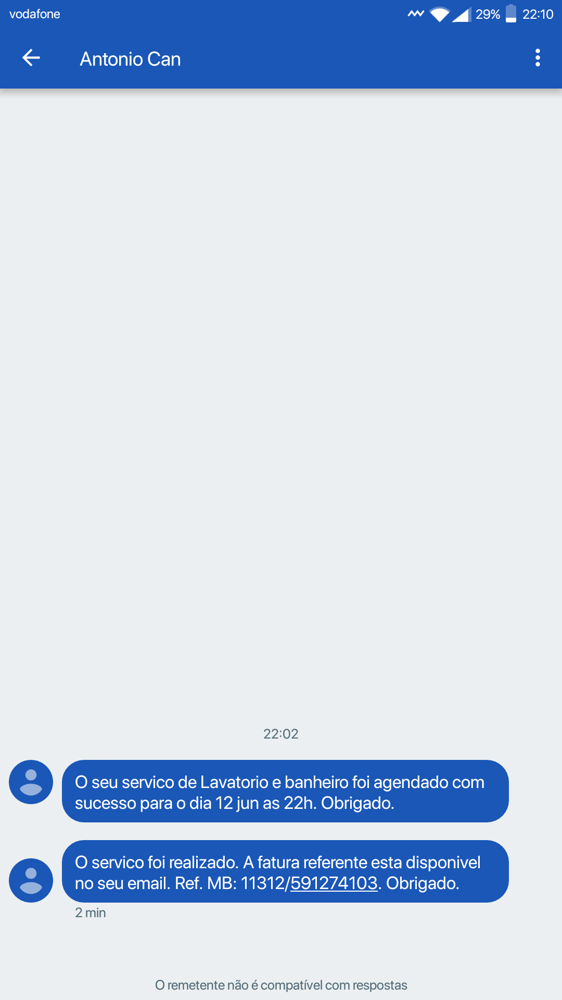 vodafone
29%
22:10
Antonio Can
22:02
O seu servico de Lavatorio e banheiro foi agendado com
sucesso para o dia 12 jun as 22h. Obrigado.
O servico foi realizado. A fatura referente esta disponivel
no seu email. Ref. MB: 11312/591274103. Obrigado.
2 min
O remetente não é compatível com respostas